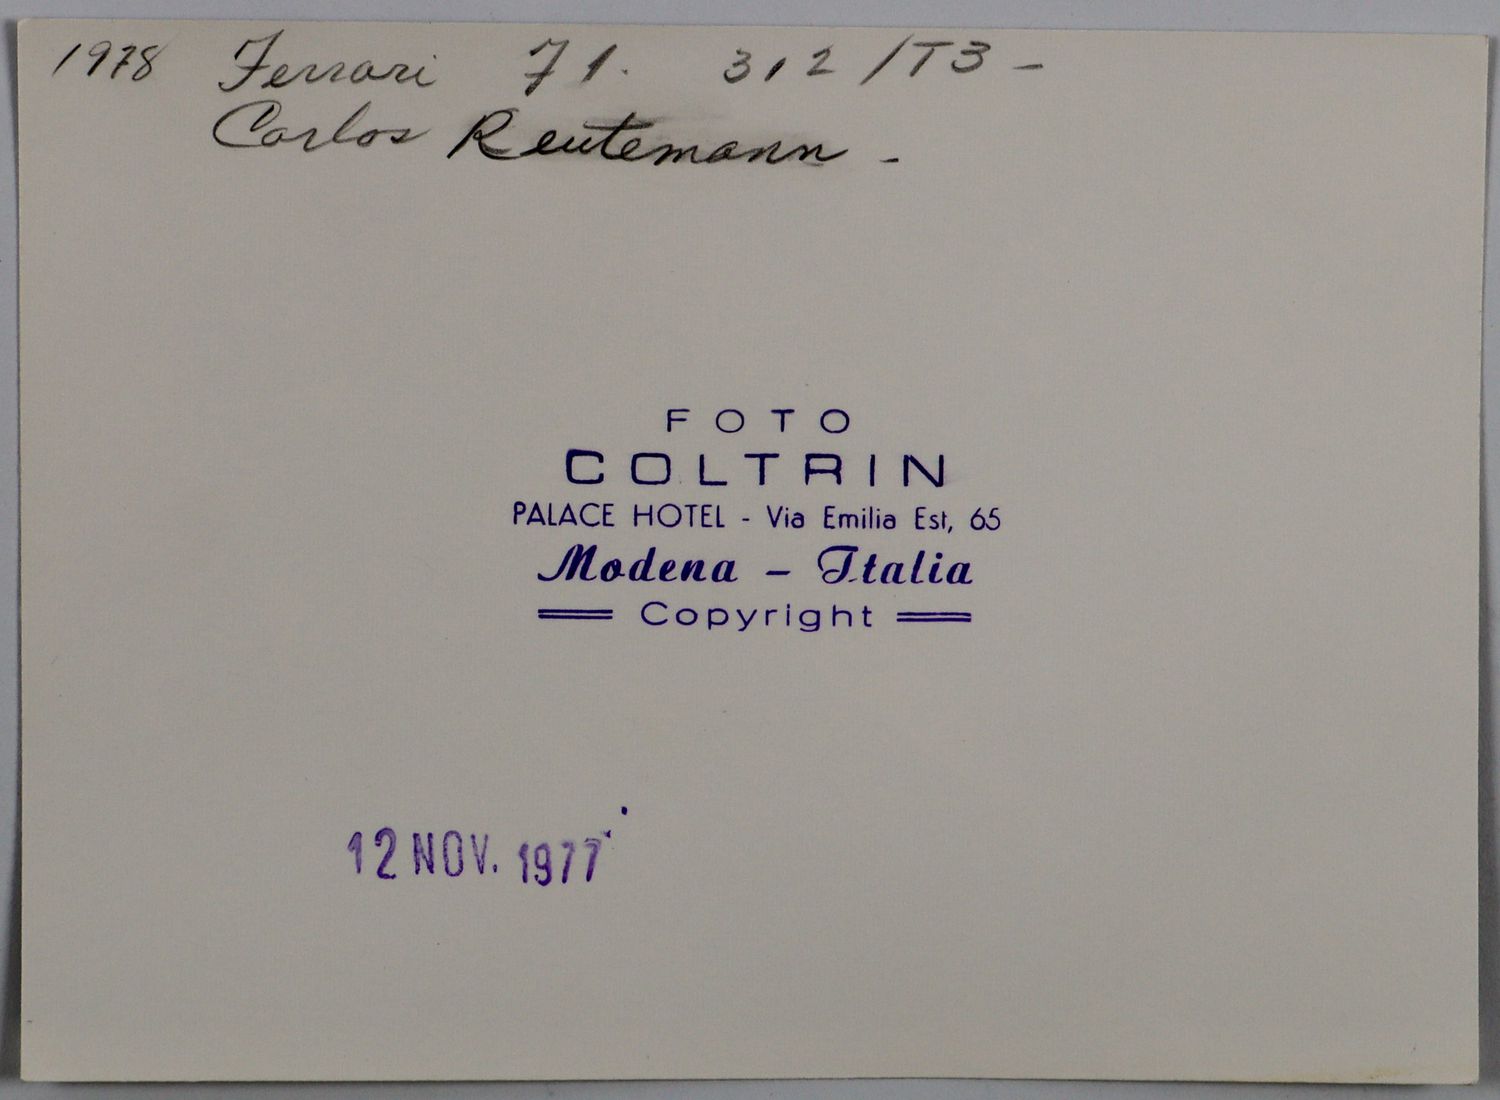 1978 Ferrari F1. 312/T3 -
Carlos Reutemann -
FOTO
COLTRIN
PALACE HOTEL - Via Emilia Est, 65
Modena - Italia
Copyright
12 NOV. 1977